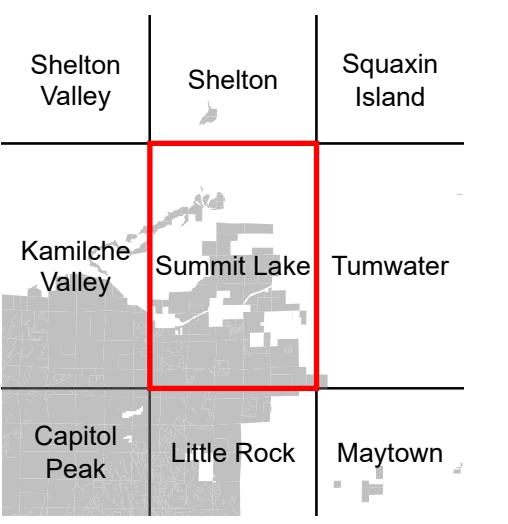 Shelton
Valley
Shelton
Squaxin
Island
Kamilche
Valley
Summit Lake
Tumwater
Capitol
Peak
Little Rock
Maytown